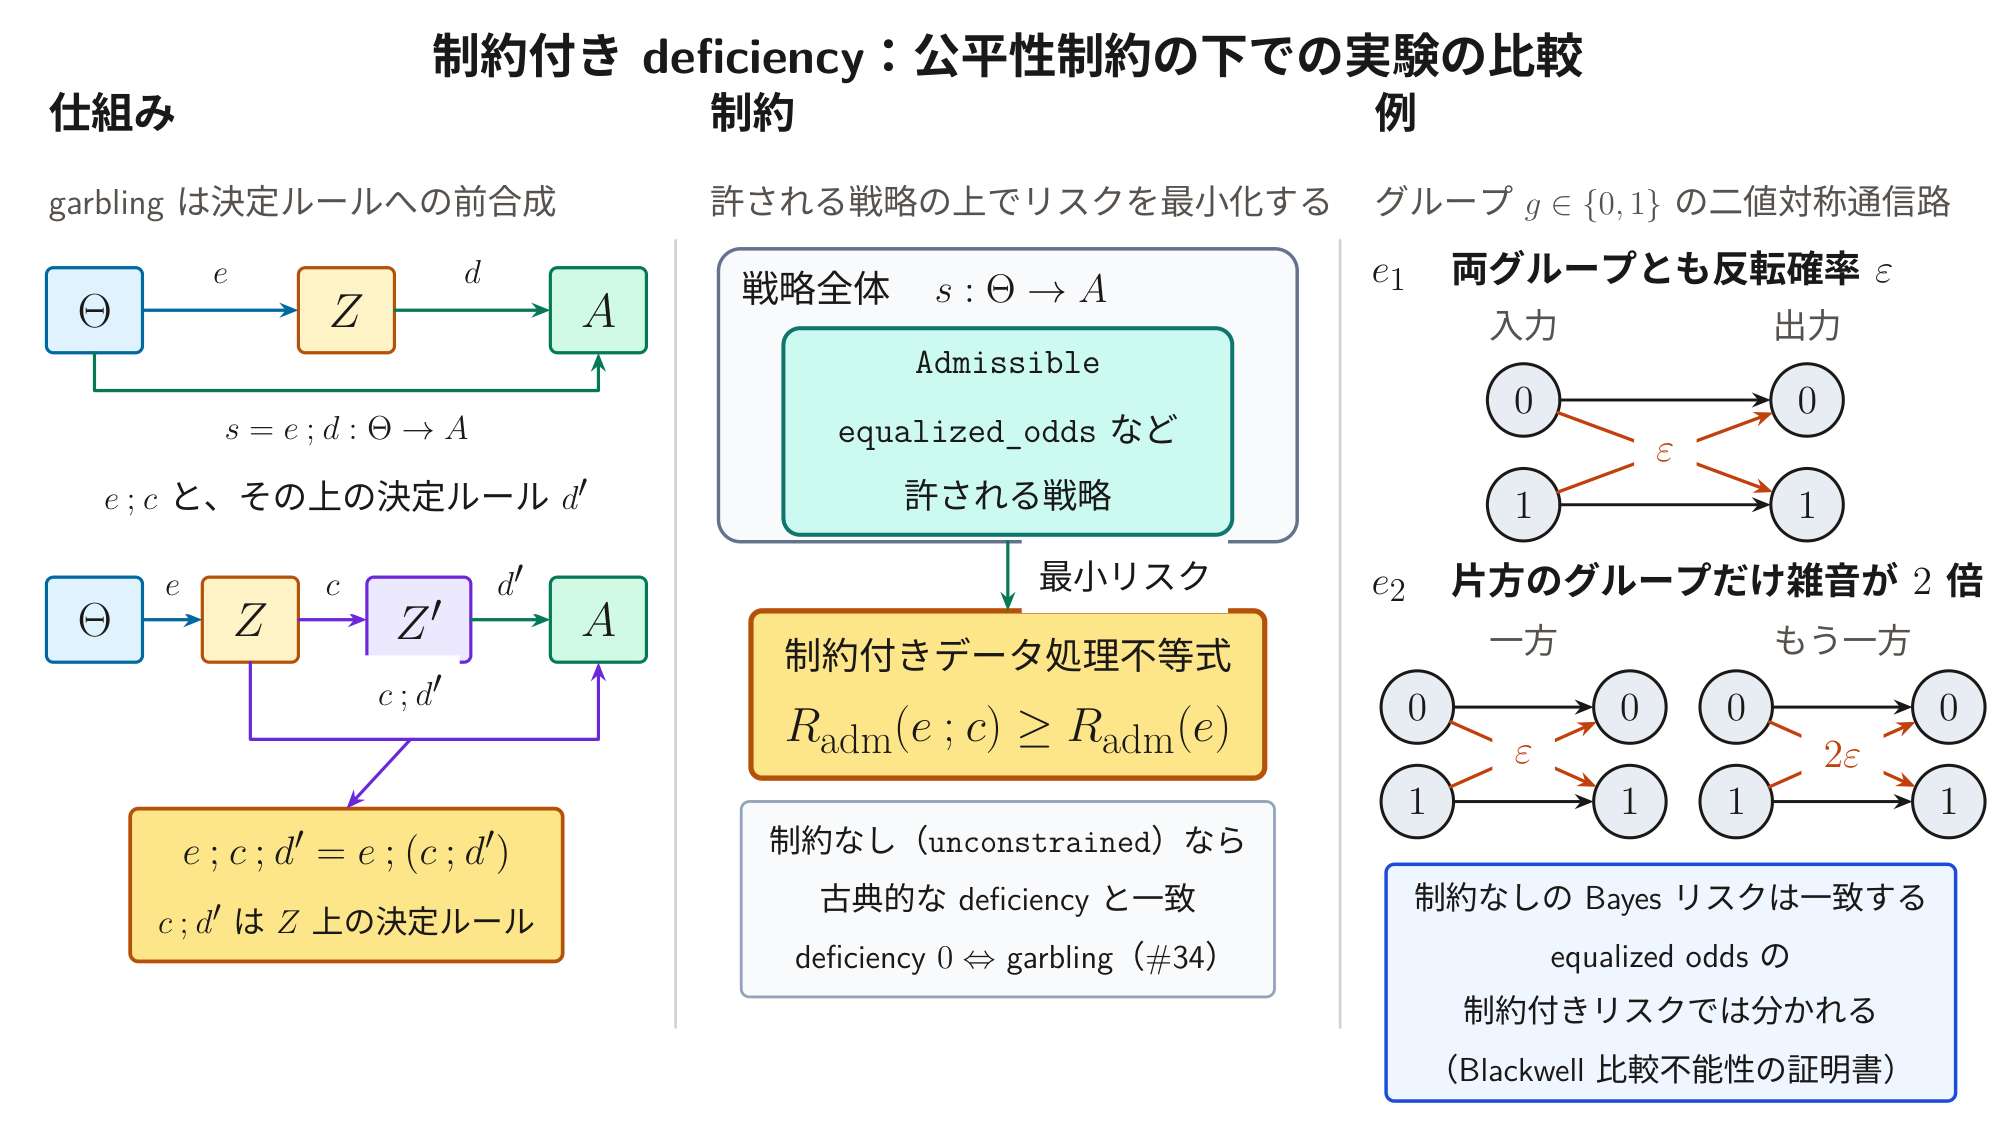 制約付き deficiency：公平性制約の下での実験の比較
仕組み
garbling は決定ルールへの前合成
Θ
e
Z
d
A
s = e ; d : Θ → A
e ; c と、その上の決定ルール d′
Θ
e
Z
c
Z′
d′
A
c ; d′
e ; c ; d′ = e ; (c ; d′)
c ; d′ は Z 上の決定ルール
制約
許される戦略の上でリスクを最小化する
戦略全体 s : Θ → A
Admissible
equalized_odds など
許される戦略
最小リスク
制約付きデータ処理不等式
R_adm(e ; c) ≥ R_adm(e)
制約なし（unconstrained）なら
古典的な deficiency と一致
deficiency 0 ⇔ garbling（#34）
例
グループ g ∈ {0, 1} の二値対称通信路
e₁ 両グループとも反転確率 ε
入力 出力
0 0
ε
1 1
e₂ 片方のグループだけ雑音が 2 倍
一方 もう一方
0 0 0 0
ε 2ε
1 1 1 1
制約なしの Bayes リスクは一致する
equalized odds の
制約付きリスクでは分かれる
（Blackwell 比較不能性の証明書）